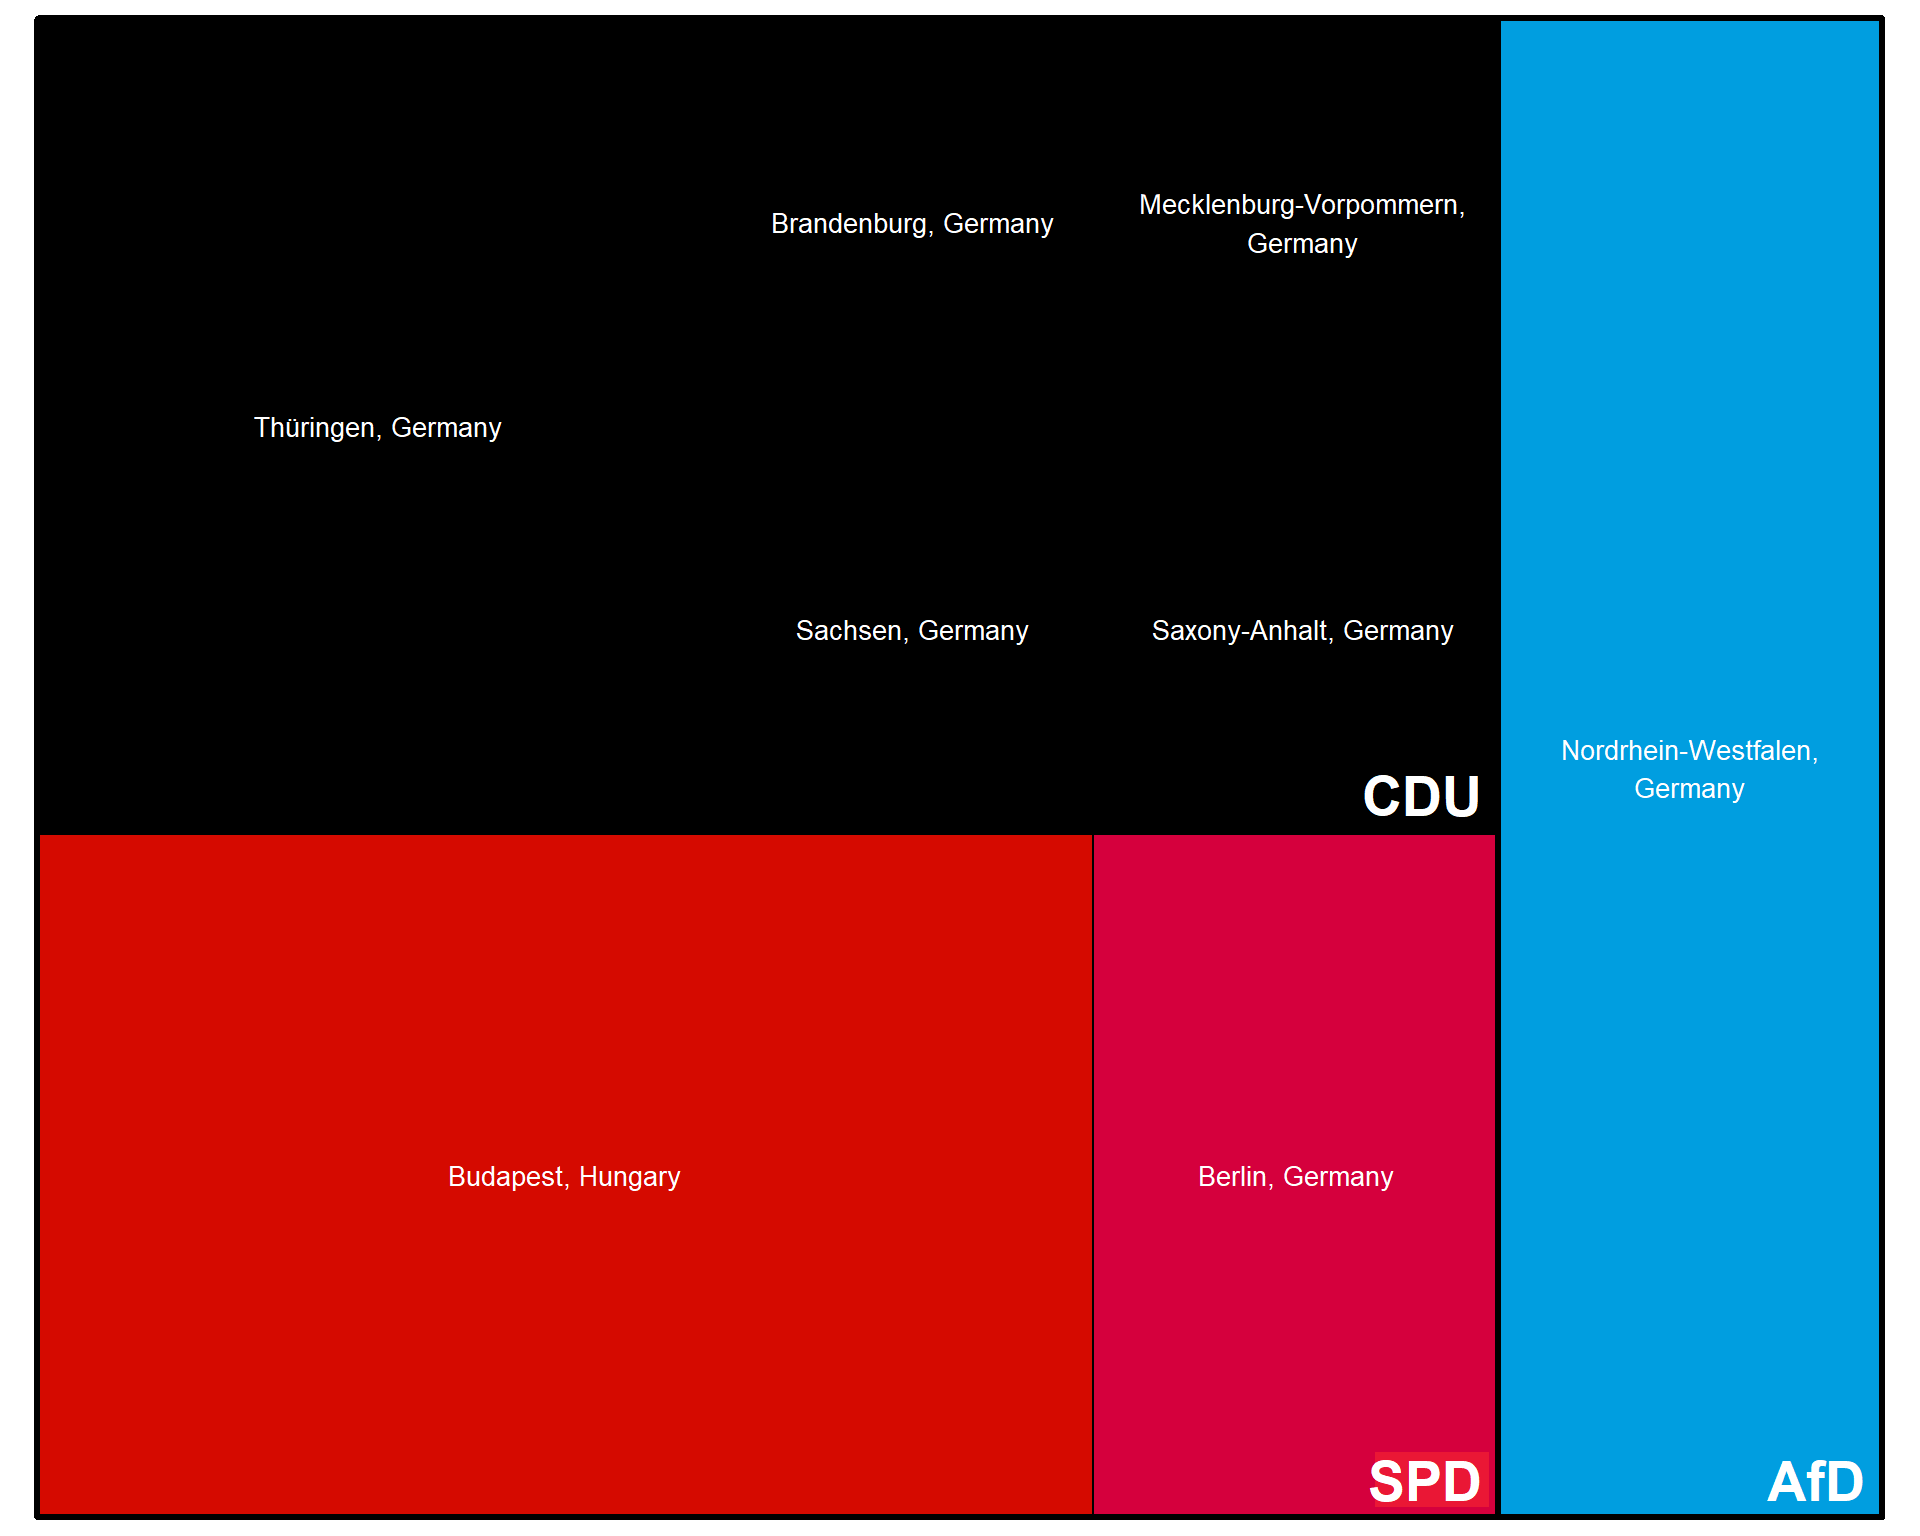 Brandenburg, Germany
Mecklenburg-Vorpommern,
Germany
Thüringen, Germany
Sachsen, Germany
Saxony-Anhalt, Germany
CDU
Nordrhein-Westfalen,
Germany
Budapest, Hungary
Berlin, Germany
SPD
AfD